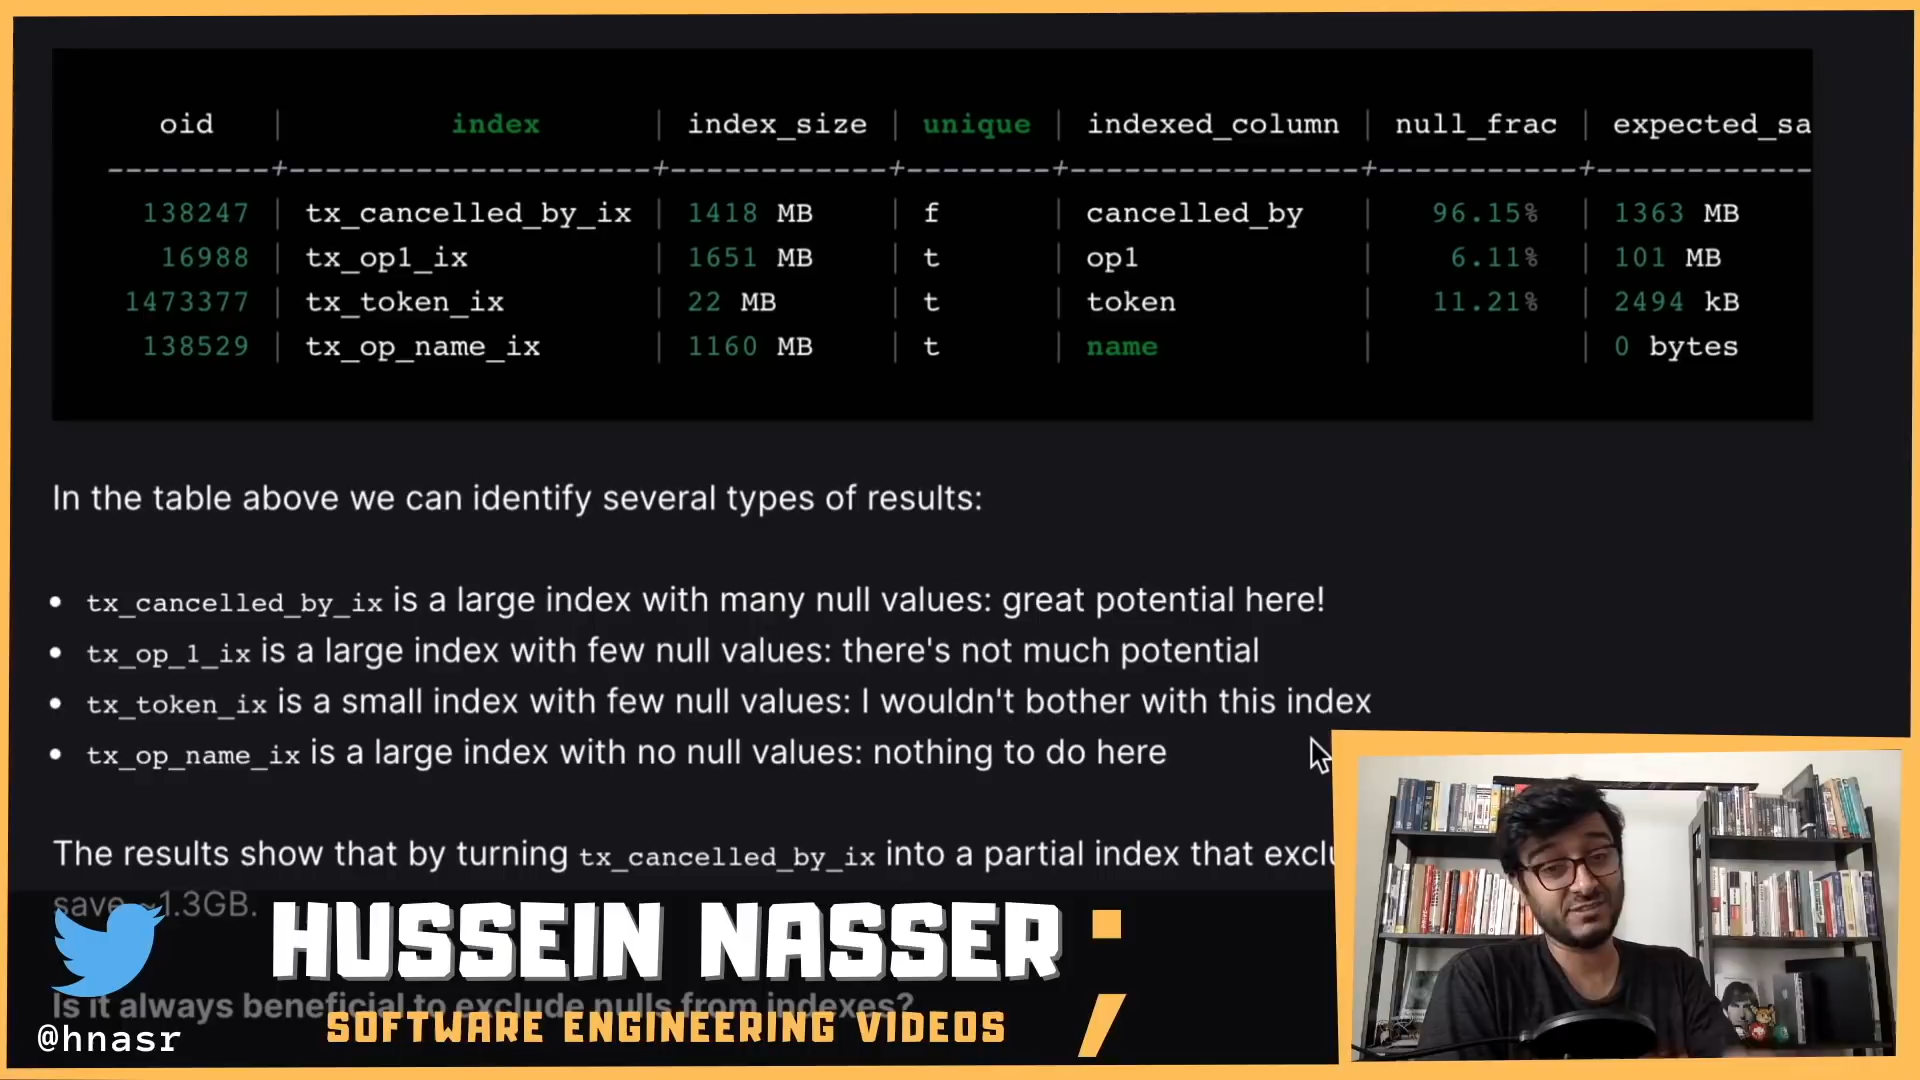 oid | index | index_size | unique | indexed_column | null_frac | expected_sa
---------+-------------------+------------+--------+----------------+-----------+------------
138247 | tx_cancelled_by_ix | 1418 MB | f | cancelled_by | 96.15% | 1363 MB
16988 | tx_op1_ix | 1651 MB | t | op1 | 6.11% | 101 MB
1473377 | tx_token_ix | 22 MB | t | token | 11.21% | 2494 kB
138529 | tx_op_name_ix | 1160 MB | t | name | | 0 bytes
In the table above we can identify several types of results:
• tx_cancelled_by_ix is a large index with many null values: great potential here!
• tx_op_1_ix is a large index with few null values: there's not much potential
• tx_token_ix is a small index with few null values: I wouldn't bother with this index
• tx_op_name_ix is a large index with no null values: nothing to do here
The results show that by turning tx_cancelled_by_ix into a partial index that exclu
save ~1.3GB.
HUSSEIN NASSER ;
Is it always beneficial to exclude nulls from indexes?
@hnasr
SOFTWARE ENGINEERING VIDEOS